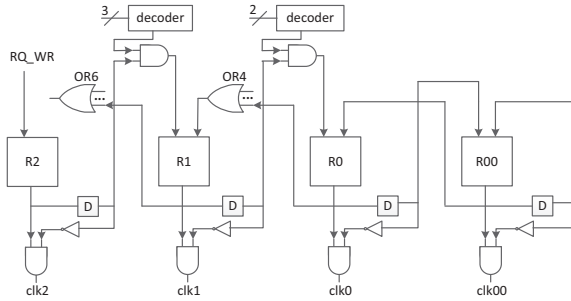 3 decoder 2 decoder
RQ_WR
OR6 ... OR4 ...
R2 R1 R0 R00
D D D D
clk2 clk1 clk0 clk00